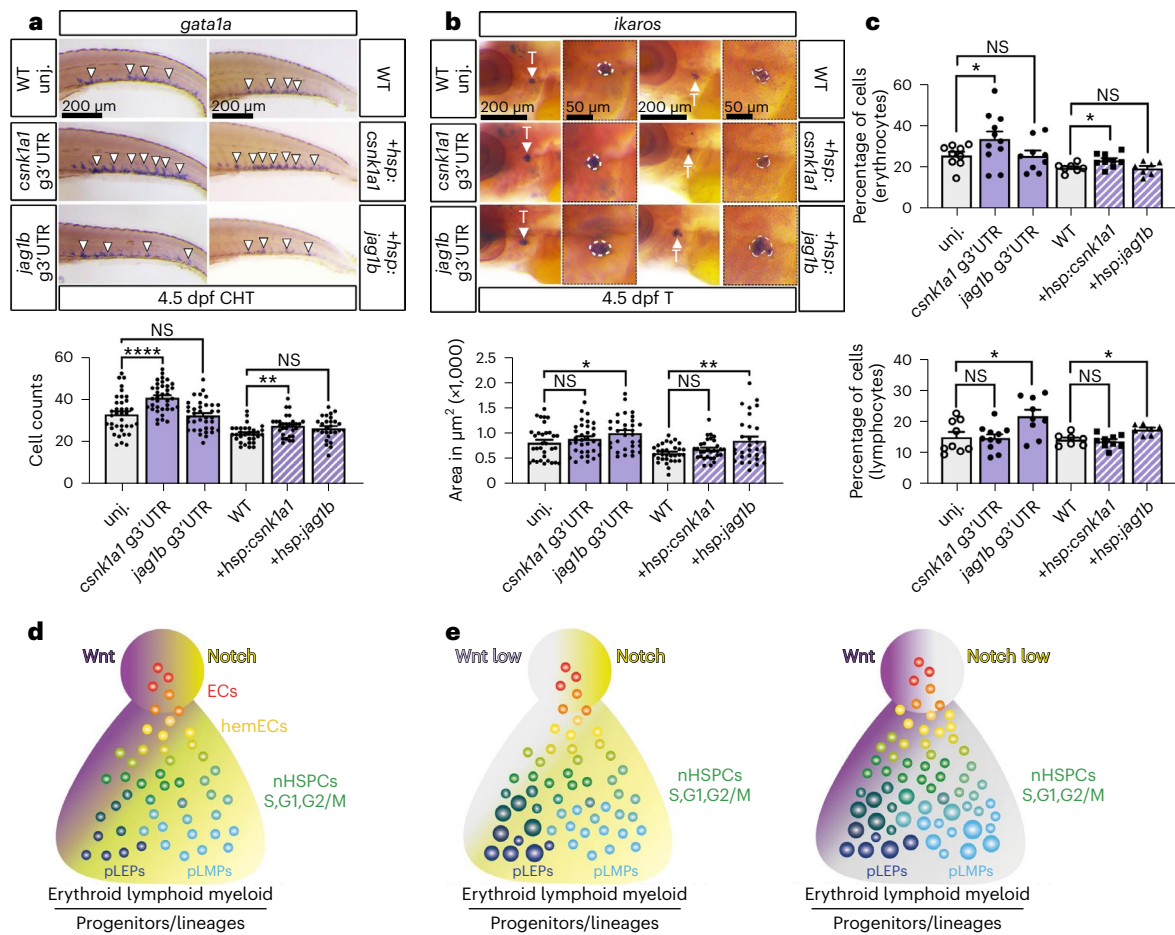 a
gata1a
WT
unj.
200 μm
200 μm
WT
csnk1a1
g3′UTR
+hsp:
csnk1a1
jag1b
g3′UTR
+hsp:
jag1b
4.5 dpf CHT
NS
****
NS
**
Cell counts
60
40
20
0
unj.
csnk1a1 g3′UTR
jag1b g3′UTR
WT
+hsp:csnk1a1
+hsp:jag1b
b
ikaros
WT
unj.
T
T
200 μm
50 μm
200 μm
50 μm
WT
csnk1a1
g3′UTR
T
T
+hsp:
csnk1a1
jag1b
g3′UTR
T
T
+hsp:
jag1b
4.5 dpf T
*
NS
**
NS
Area in μm² (×1,000)
2.5
2.0
1.5
1.0
0.5
0
unj.
csnk1a1 g3′UTR
jag1b g3′UTR
WT
+hsp:csnk1a1
+hsp:jag1b
c
NS
*
NS
*
Percentage of cells
(erythrocytes)
60
40
20
0
unj.
csnk1a1 g3′UTR
jag1b g3′UTR
WT
+hsp:csnk1a1
+hsp:jag1b
*
NS
*
NS
Percentage of cells
(lymphocytes)
40
30
20
10
0
unj.
csnk1a1 g3′UTR
jag1b g3′UTR
WT
+hsp:csnk1a1
+hsp:jag1b
d
Wnt
Notch
ECs
hemECs
nHSPCs
S,G1,G2/M
pLEPs
pLMPs
Erythroid lymphoid myeloid
Progenitors/lineages
e
Wnt low
Notch
nHSPCs
S,G1,G2/M
pLEPs
pLMPs
Erythroid lymphoid myeloid
Progenitors/lineages
Wnt
Notch low
nHSPCs
S,G1,G2/M
pLEPs
pLMPs
Erythroid lymphoid myeloid
Progenitors/lineages